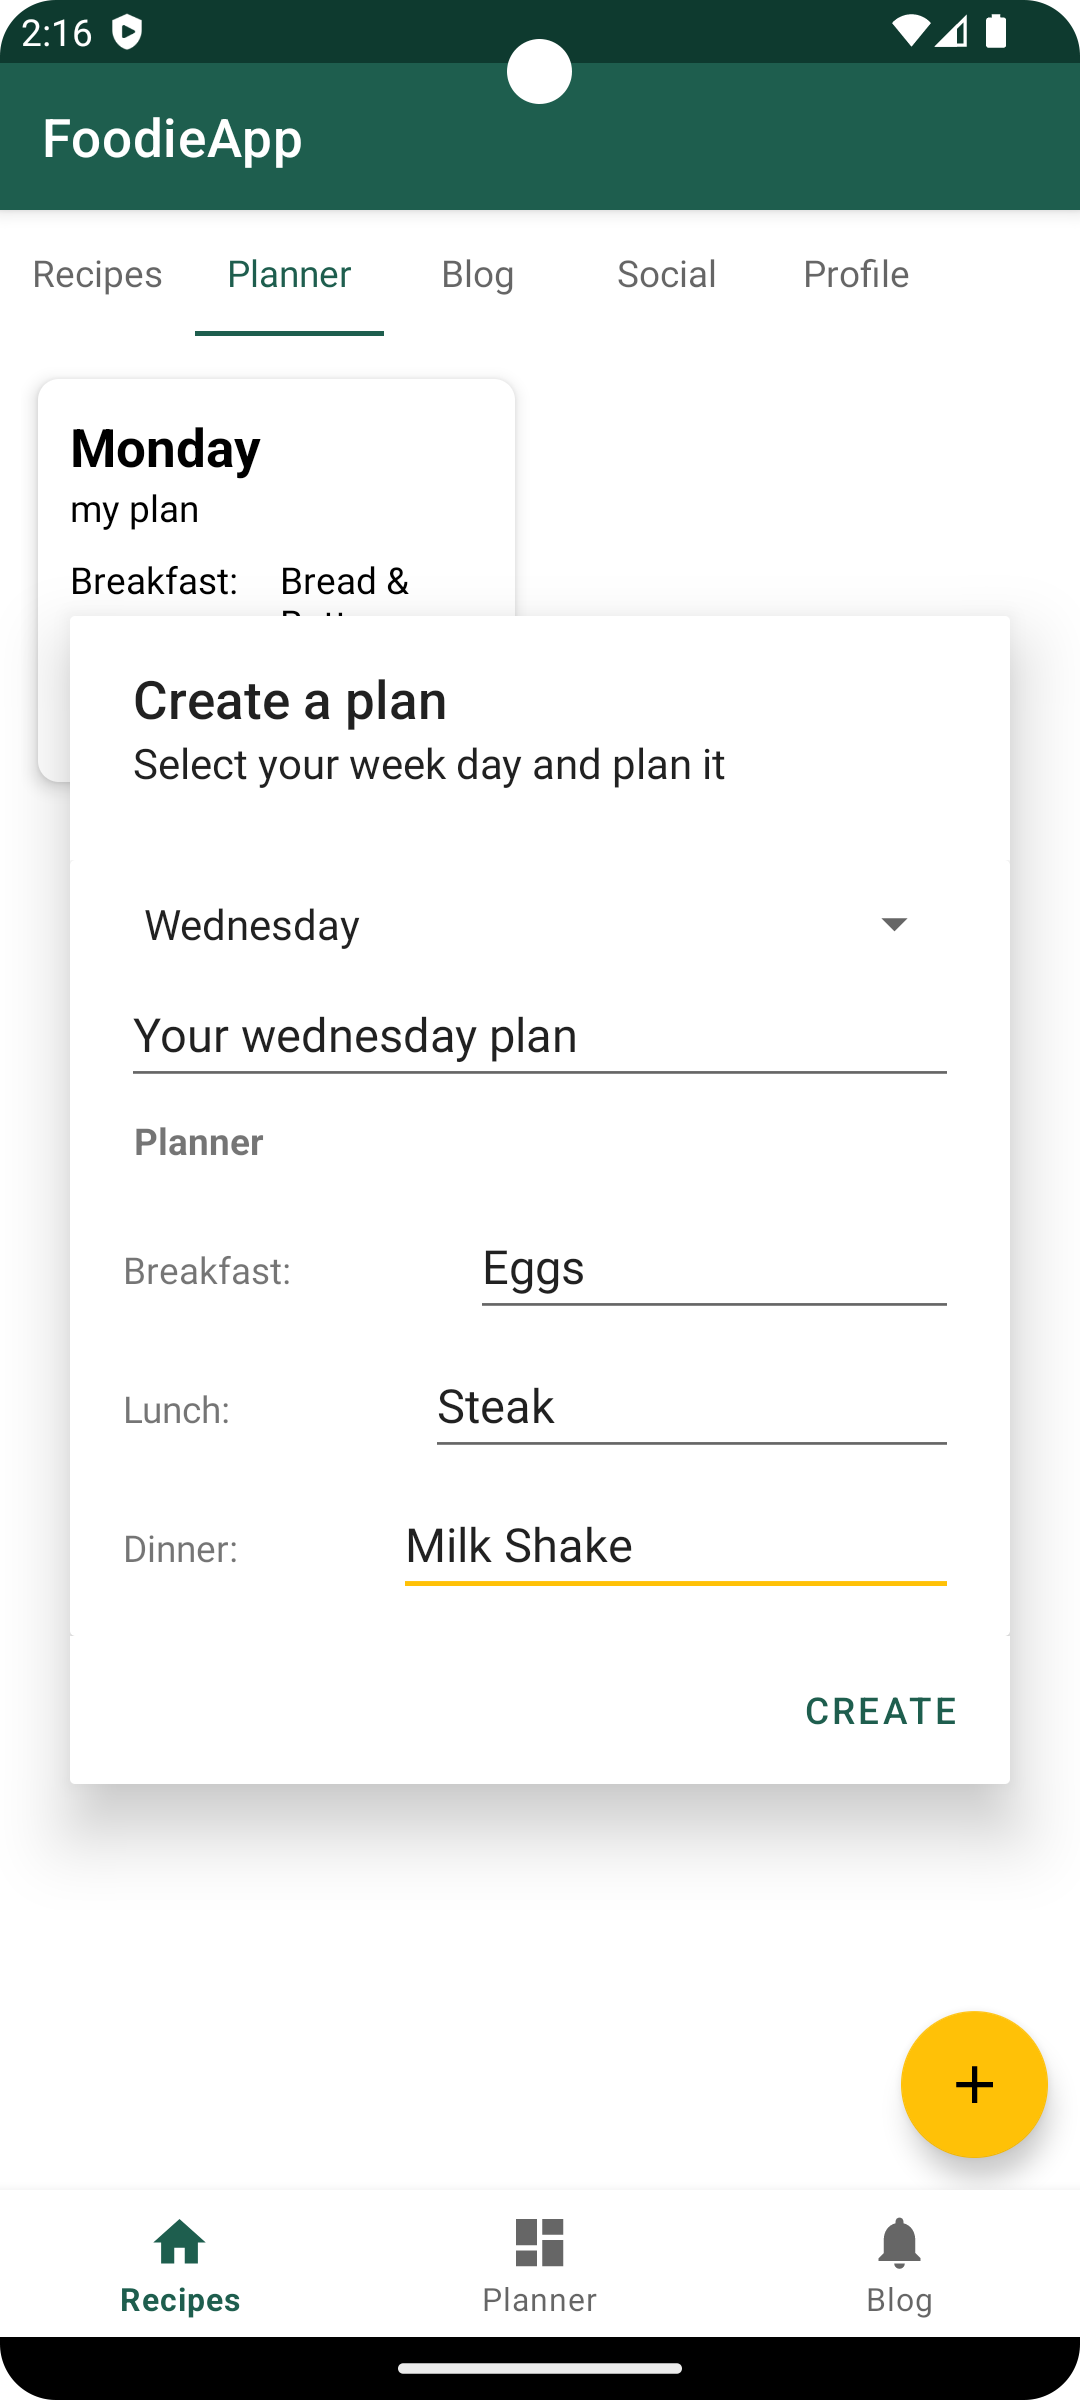 2:16
FoodieApp
Recipes Planner Blog Social Profile
Monday
my plan
Breakfast: Bread &
Create a plan
Select your week day and plan it
Wednesday
Your wednesday plan
Planner
Breakfast: Eggs
Lunch: Steak
Dinner: Milk Shake
CREATE
Recipes Planner Blog